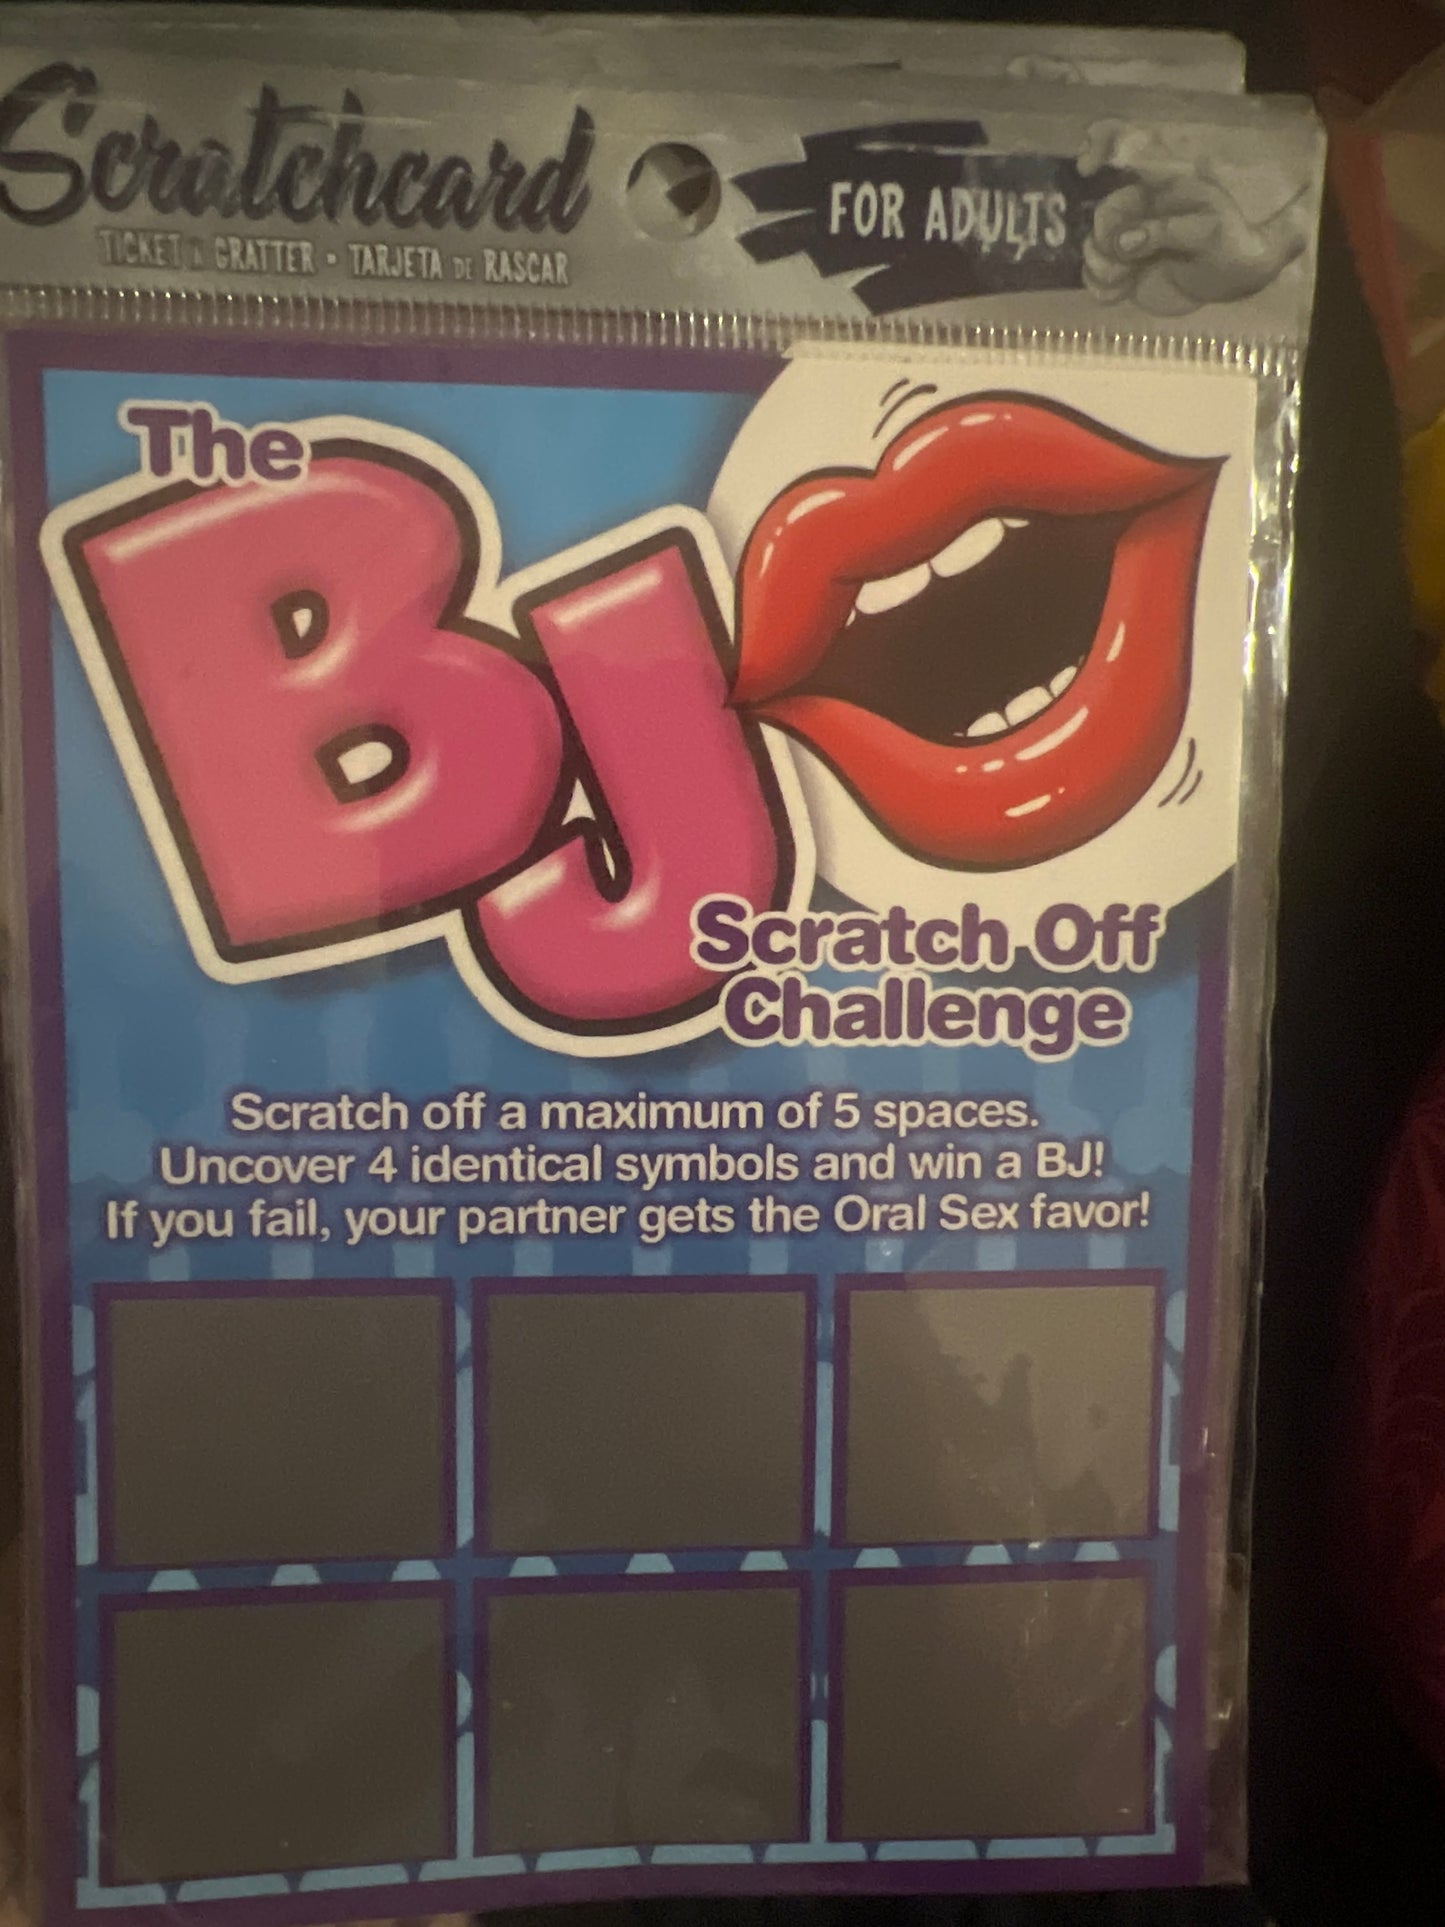 Scratchcard
FOR ADULTS
TICKET À GRATTER • TARJETA DE RASCAR
The
BJ
Scratch Off
Challenge
Scratch off a maximum of 5 spaces.
Uncover 4 identical symbols and win a BJ!
If you fail, your partner gets the Oral Sex favor!